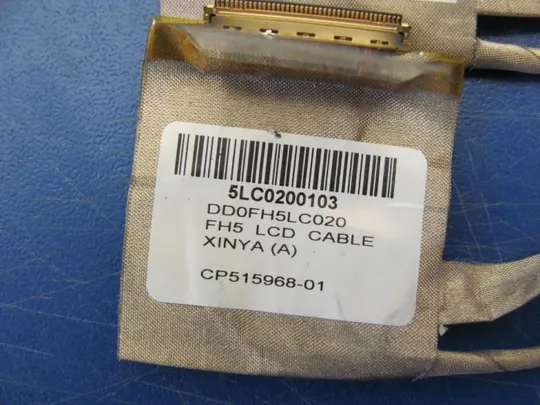 5LC0200103
DD0FH5LC020
FH5 LCD CABLE
XINYA (A)
CP515968-01